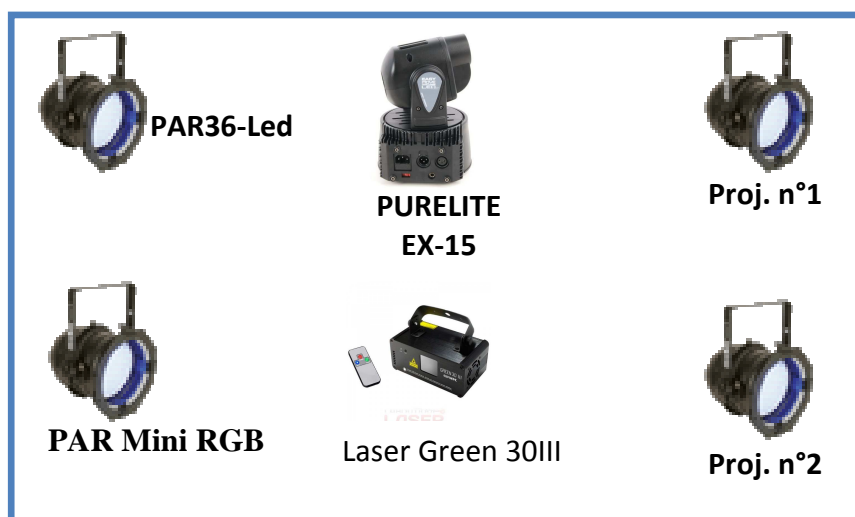 PAR36-Led
PURELITE
EX-15
Proj. n°1
PAR Mini RGB
Laser Green 30III
Proj. n°2